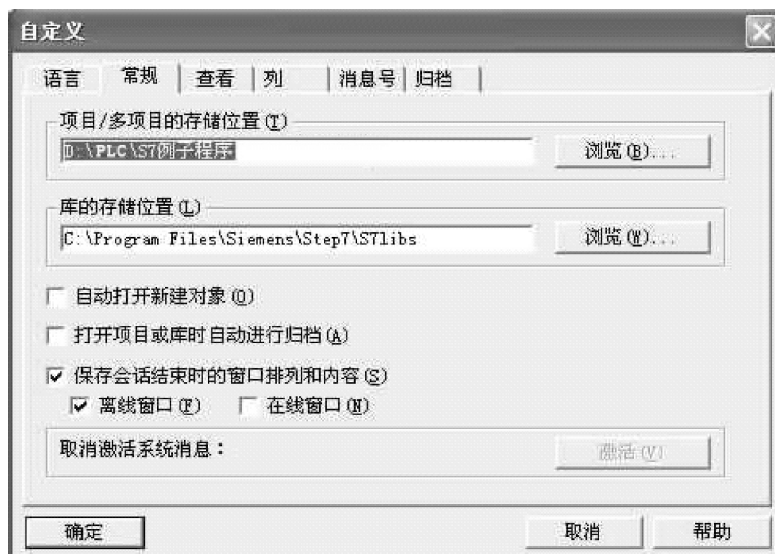 自定义
语言 常规 查看 列 消息号 归档
项目/多项目的存储位置(T)
D:\PLC\S7例子程序 浏览(B)...
库的存储位置(L)
C:\Program Files\Siemens\Step7\S7libs 浏览(W)...
自动打开新建对象(O)
打开项目或库时自动进行归档(A)
保存会话结束时的窗口排列和内容(S)
离线窗口(F) 在线窗口(N)
取消激活系统消息： 激活(V)
确定 取消 帮助